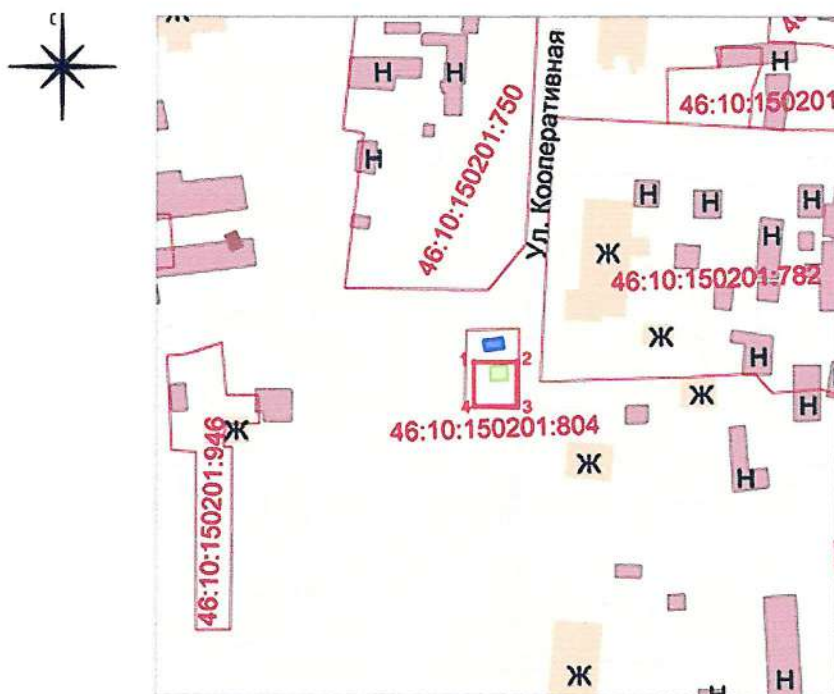 С
Ж
Н Н
Н
46:10:150201:750
Ул. Кооперативная
Н
46:10:150201
Н Н Н
Н
Ж
46:10:150201:782
Ж
Н
Ж
Н
1 2
4 3
46:10:150201:804
Ж
46:10:150201:946
Ж
Н
Ж
Н
Н